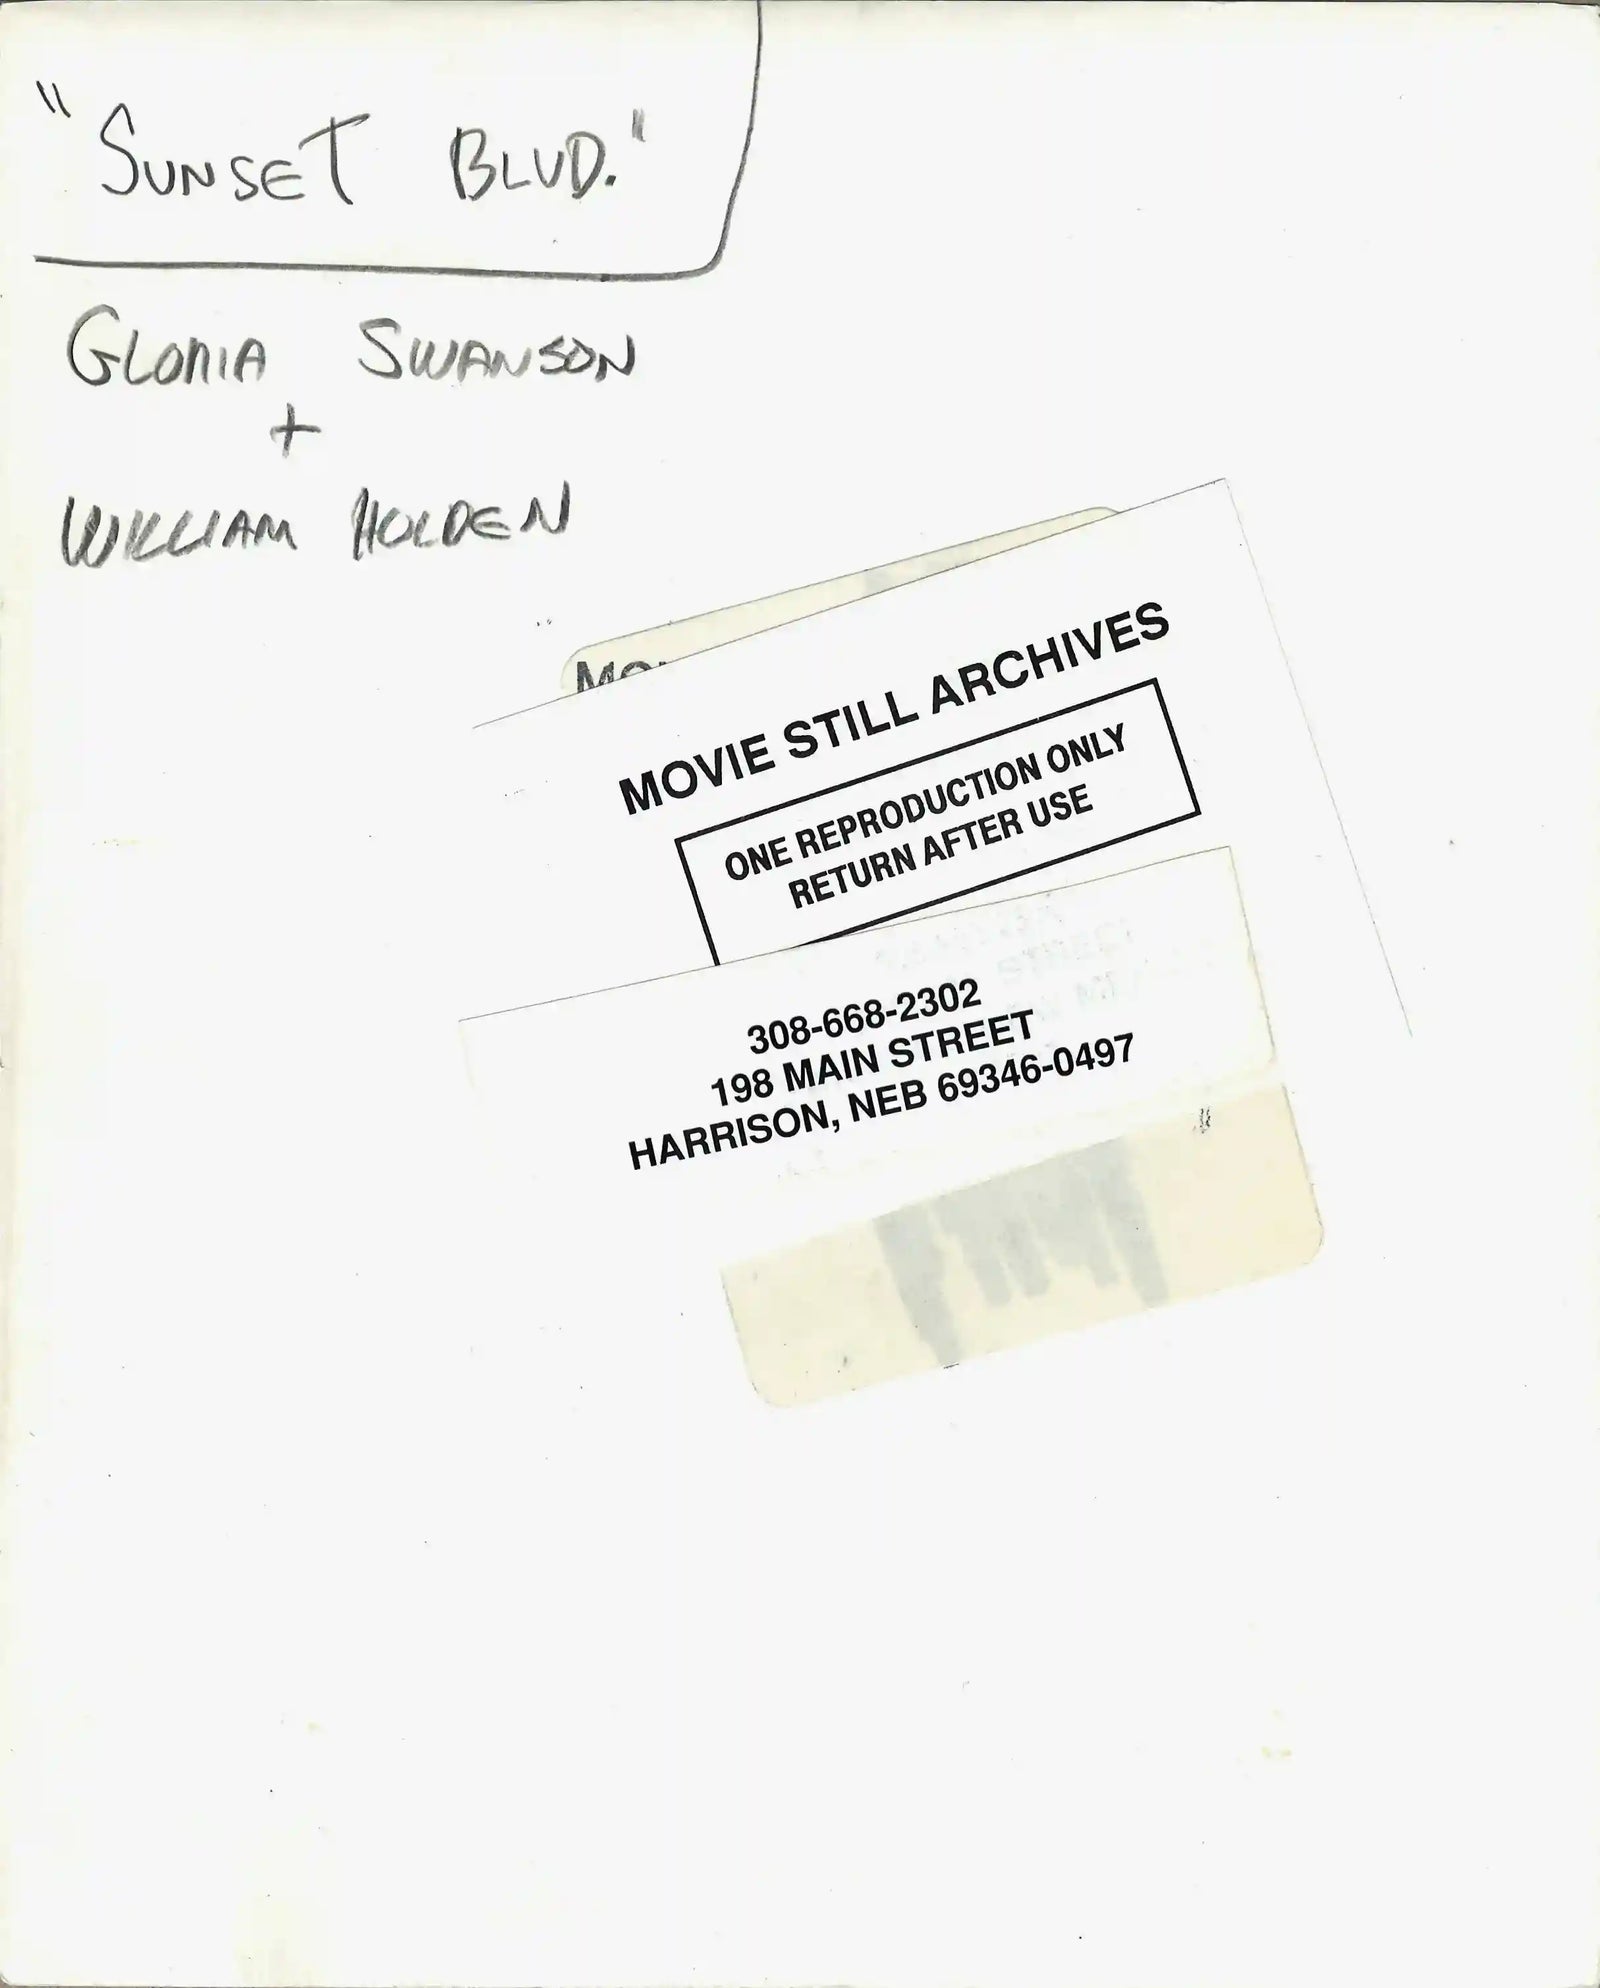 "SUNSET BLVD."
GLORIA SWANSON
+
WILLIAM HOLDEN
MOVIE STILL ARCHIVES
ONE REPRODUCTION ONLY
RETURN AFTER USE
308-668-2302
198 MAIN STREET
HARRISON, NEB 69346-0497